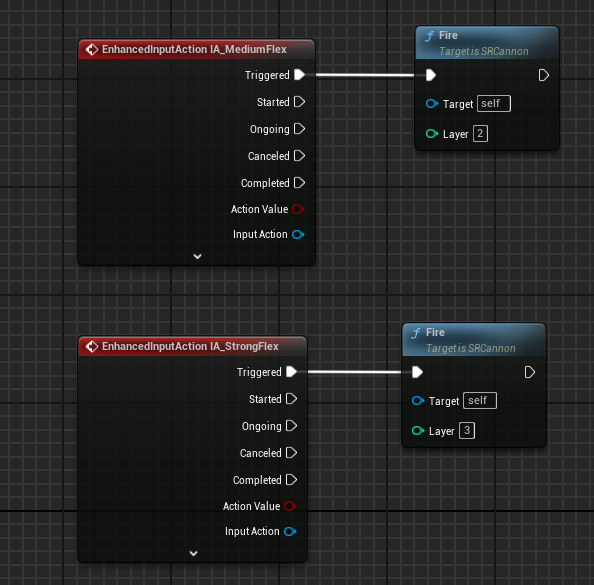 EnhancedInputAction IA_MediumFlex
Triggered
Started
Ongoing
Canceled
Completed
Action Value
Input Action
Fire
Target is SRCannon
Target self
Layer 2
EnhancedInputAction IA_StrongFlex
Triggered
Started
Ongoing
Canceled
Completed
Action Value
Input Action
Fire
Target is SRCannon
Target self
Layer 3